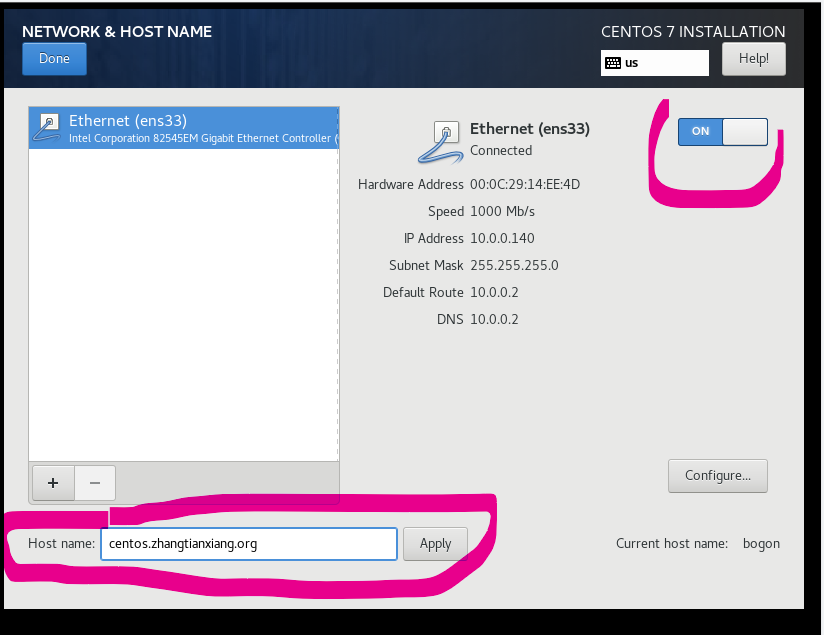 NETWORK & HOST NAME
CENTOS 7 INSTALLATION
Done
us
Help!
Ethernet (ens33)
Intel Corporation 82545EM Gigabit Ethernet Controller (
Ethernet (ens33)
Connected
ON
Hardware Address 00:0C:29:14:EE:4D
Speed 1000 Mb/s
IP Address 10.0.0.140
Subnet Mask 255.255.255.0
Default Route 10.0.0.2
DNS 10.0.0.2
+ −
Configure...
Host name: centos.zhangtianxiang.org Apply
Current host name: bogon